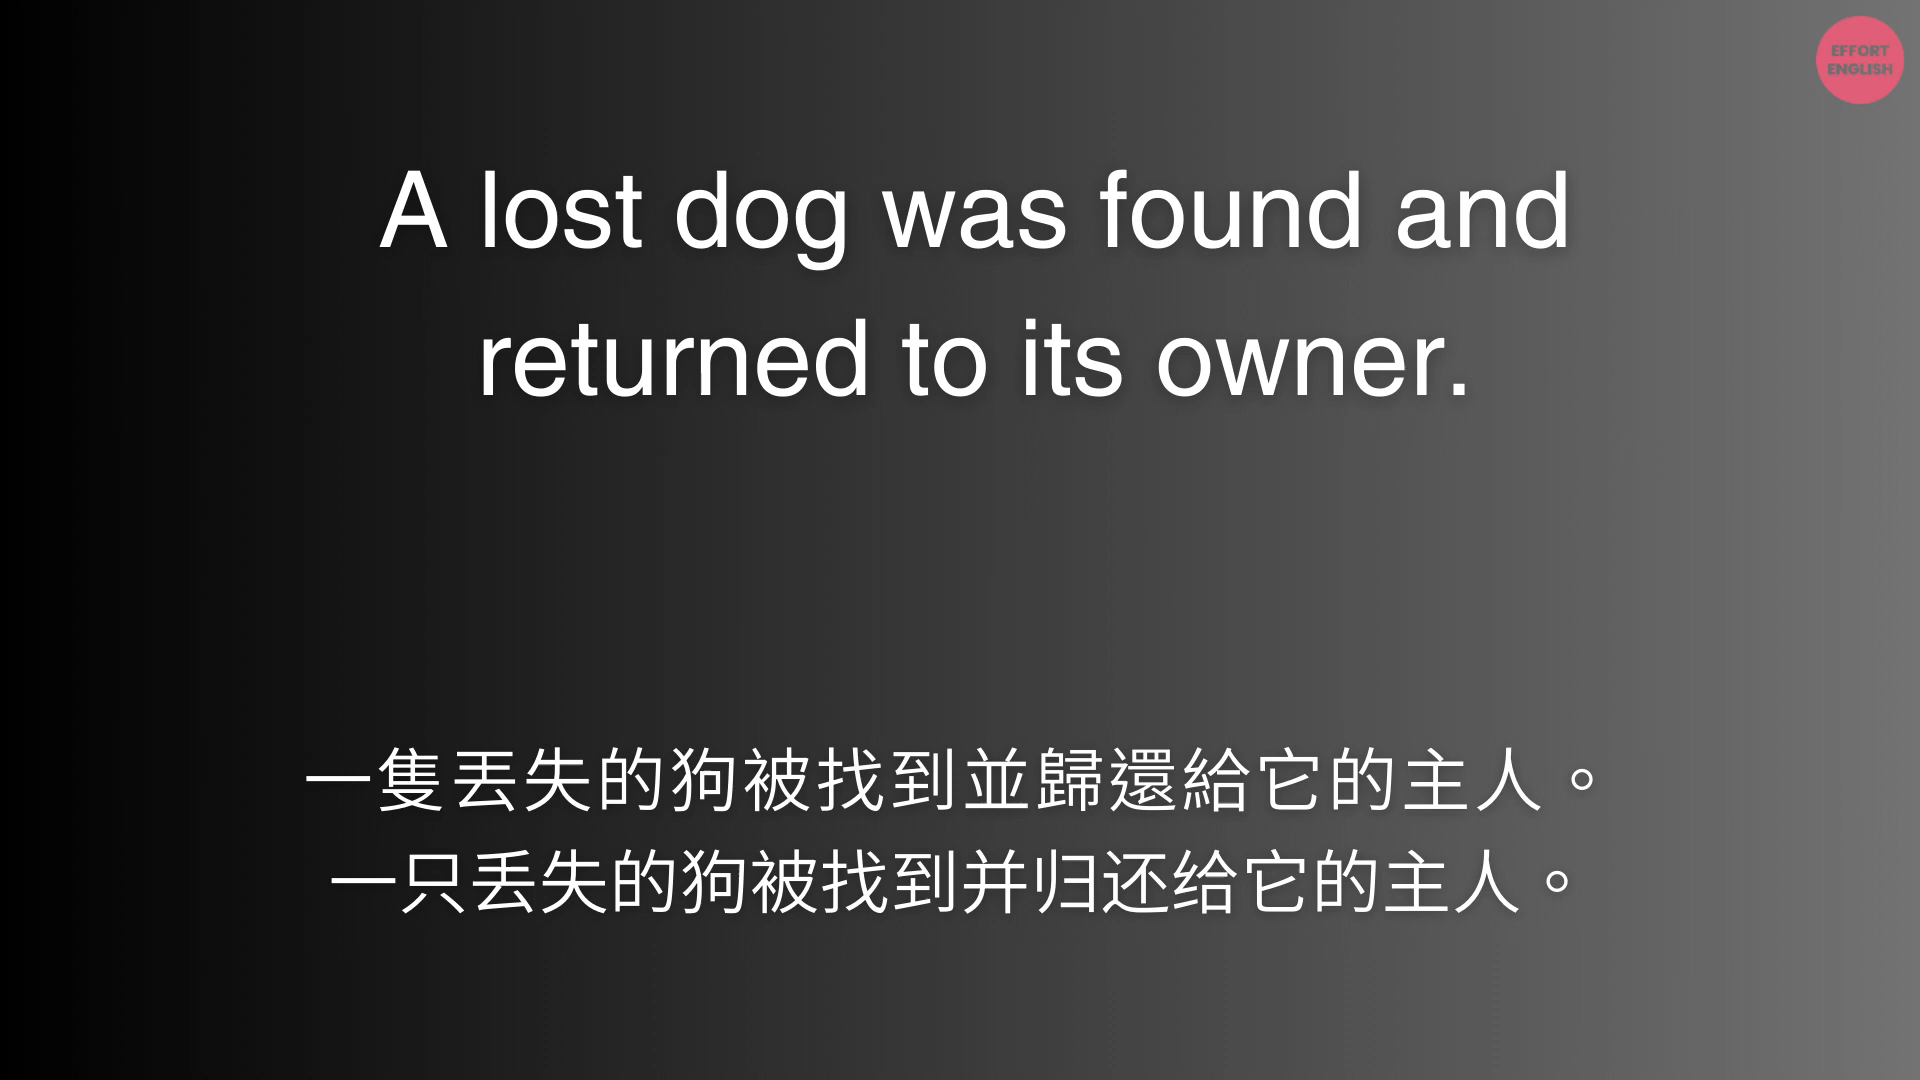 EFFORT
ENGLISH
A lost dog was found and
returned to its owner.
一隻丟失的狗被找到並歸還給它的主人。
一只丢失的狗被找到并归还给它的主人。